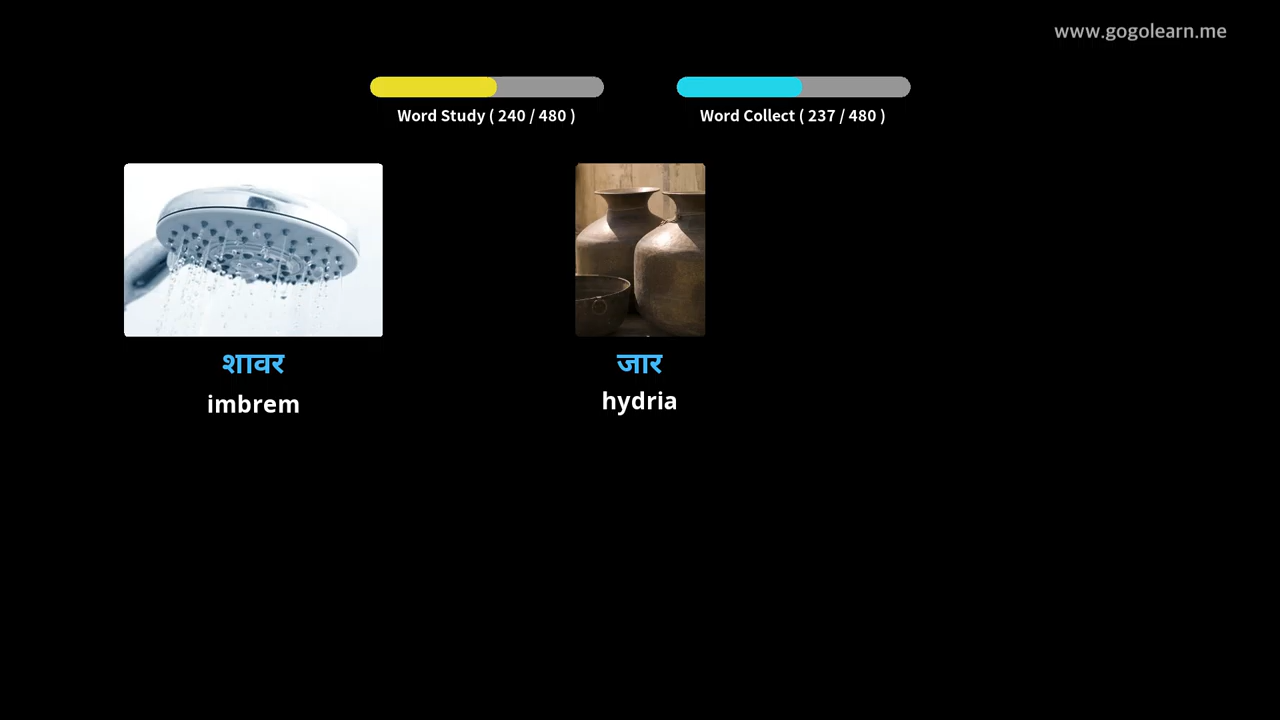 www.gogolearn.me
Word Study ( 240 / 480 )
Word Collect ( 237 / 480 )
शावर
imbrem
जार
hydria